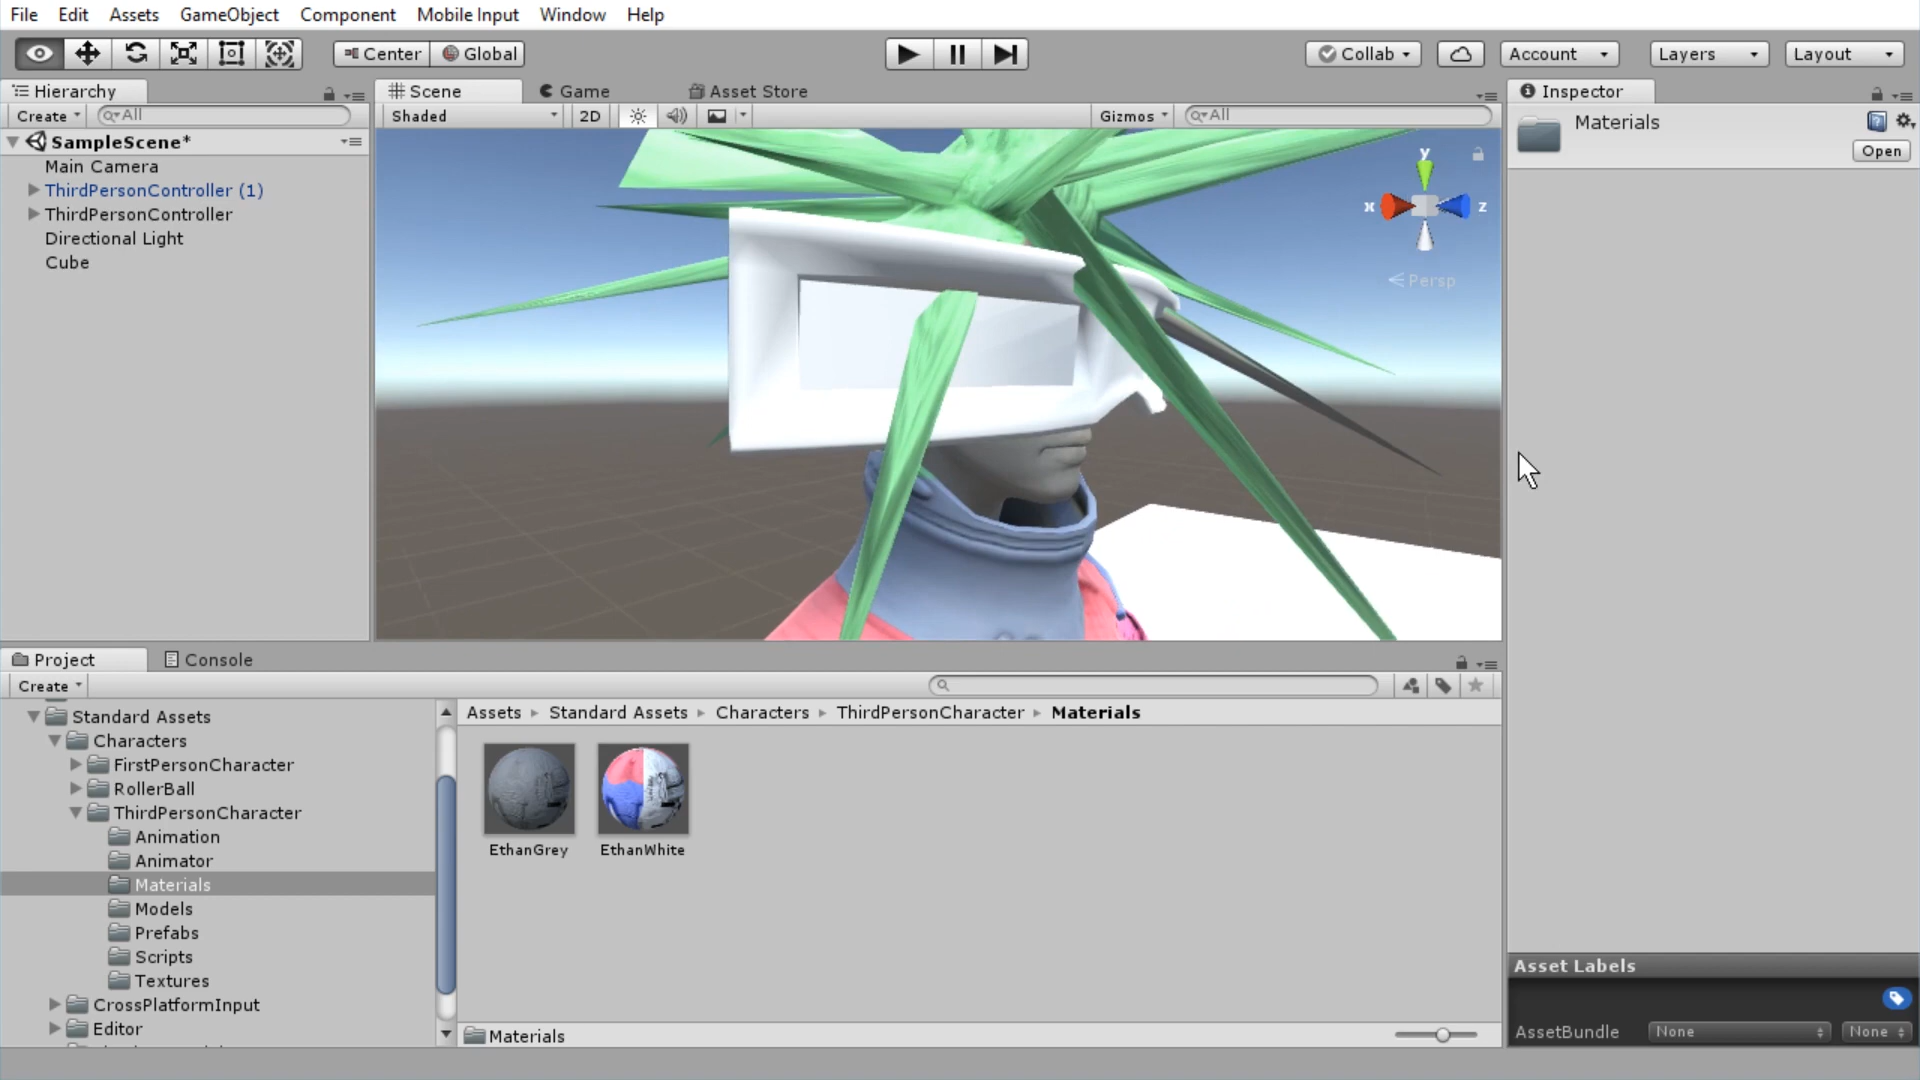 File Edit Assets GameObject Component Mobile Input Window Help
Center Global Collab Account Layers Layout
Hierarchy
Create All
SampleScene*
Main Camera
ThirdPersonController (1)
ThirdPersonController
Directional Light
Cube
Scene Game Asset Store
Shaded 2D Gizmos All
y
x z
Persp
Inspector
Materials
Open
Project Console
Create
Standard Assets
Characters
FirstPersonCharacter
RollerBall
ThirdPersonCharacter
Animation
Animator
Materials
Models
Prefabs
Scripts
Textures
CrossPlatformInput
Editor
Assets Standard Assets Characters ThirdPersonCharacter Materials
EthanGrey EthanWhite
Materials
Asset Labels
AssetBundle None None